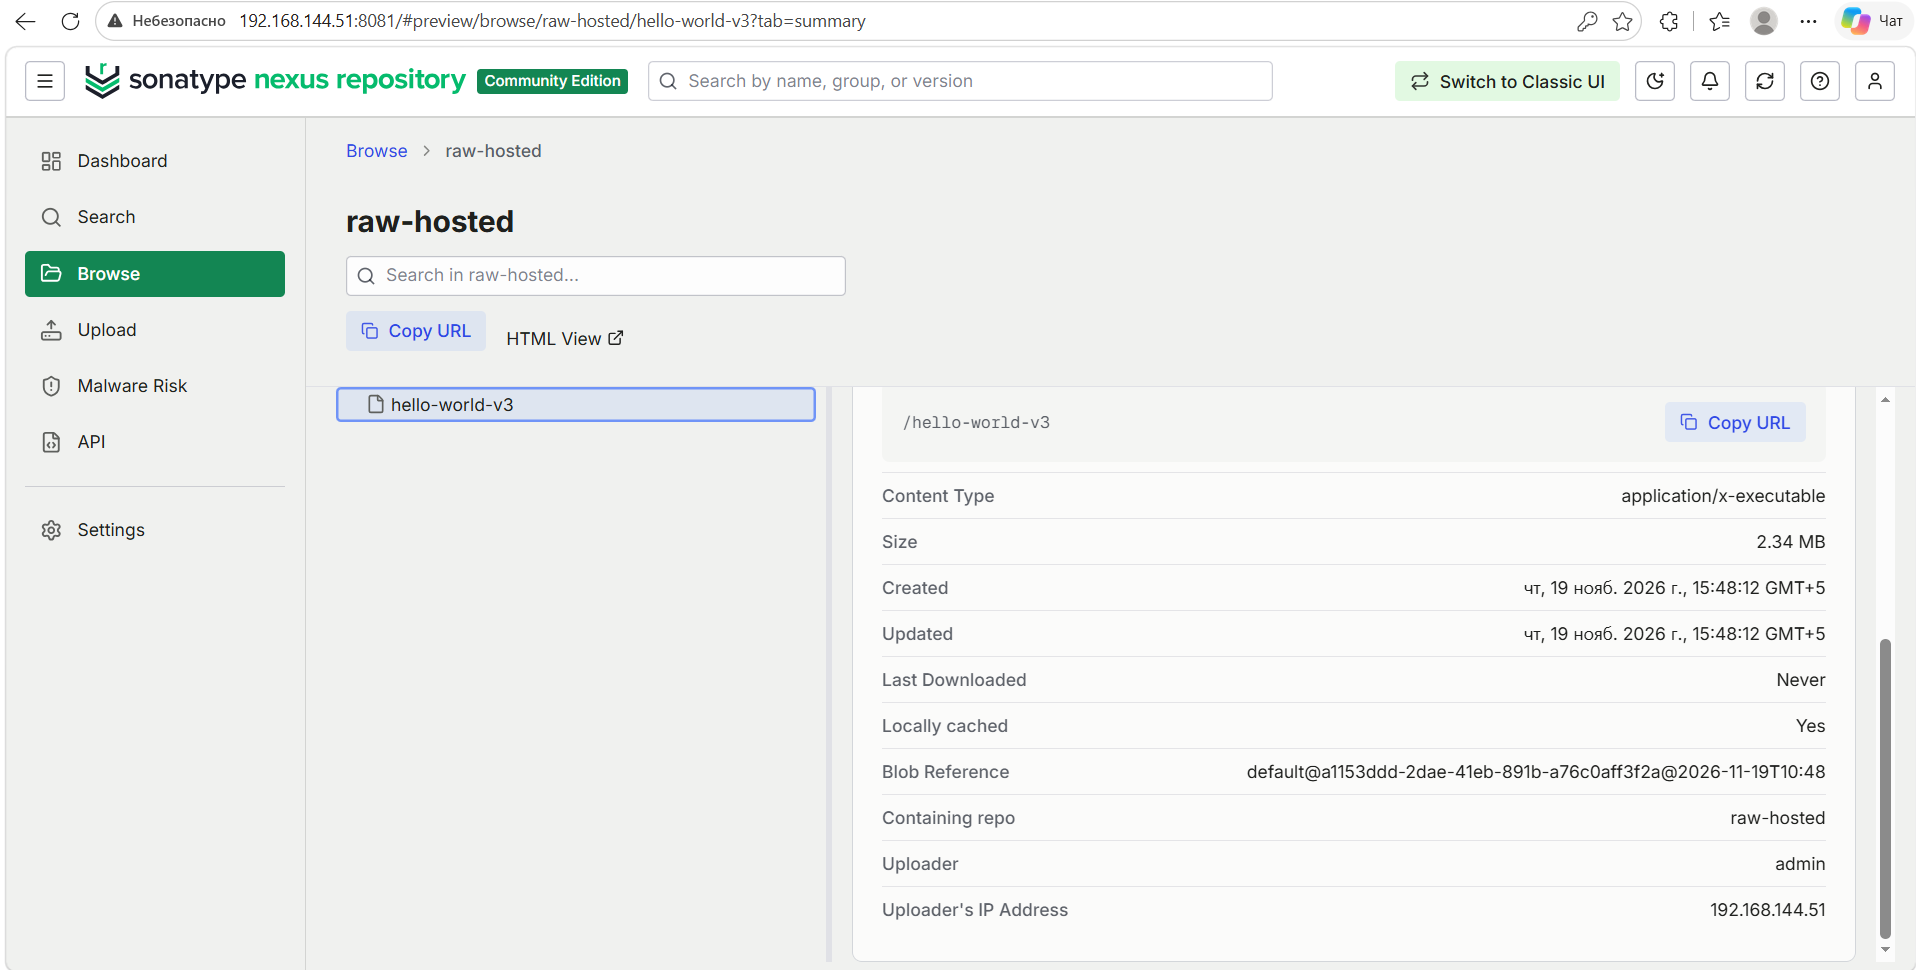 Небезопасно 192.168.144.51:8081/#preview/browse/raw-hosted/hello-world-v3?tab=summary Чат
sonatype nexus repository Community Edition Search by name, group, or version Switch to Classic UI
Dashboard
Search
Browse
Upload
Malware Risk
API
Settings
Browse > raw-hosted
raw-hosted
Search in raw-hosted...
Copy URL HTML View
hello-world-v3
/hello-world-v3 Copy URL
Content Type application/x-executable
Size 2.34 MB
Created чт, 19 нояб. 2026 г., 15:48:12 GMT+5
Updated чт, 19 нояб. 2026 г., 15:48:12 GMT+5
Last Downloaded Never
Locally cached Yes
Blob Reference default@a1153ddd-2dae-41eb-891b-a76c0aff3f2a@2026-11-19T10:48
Containing repo raw-hosted
Uploader admin
Uploader's IP Address 192.168.144.51